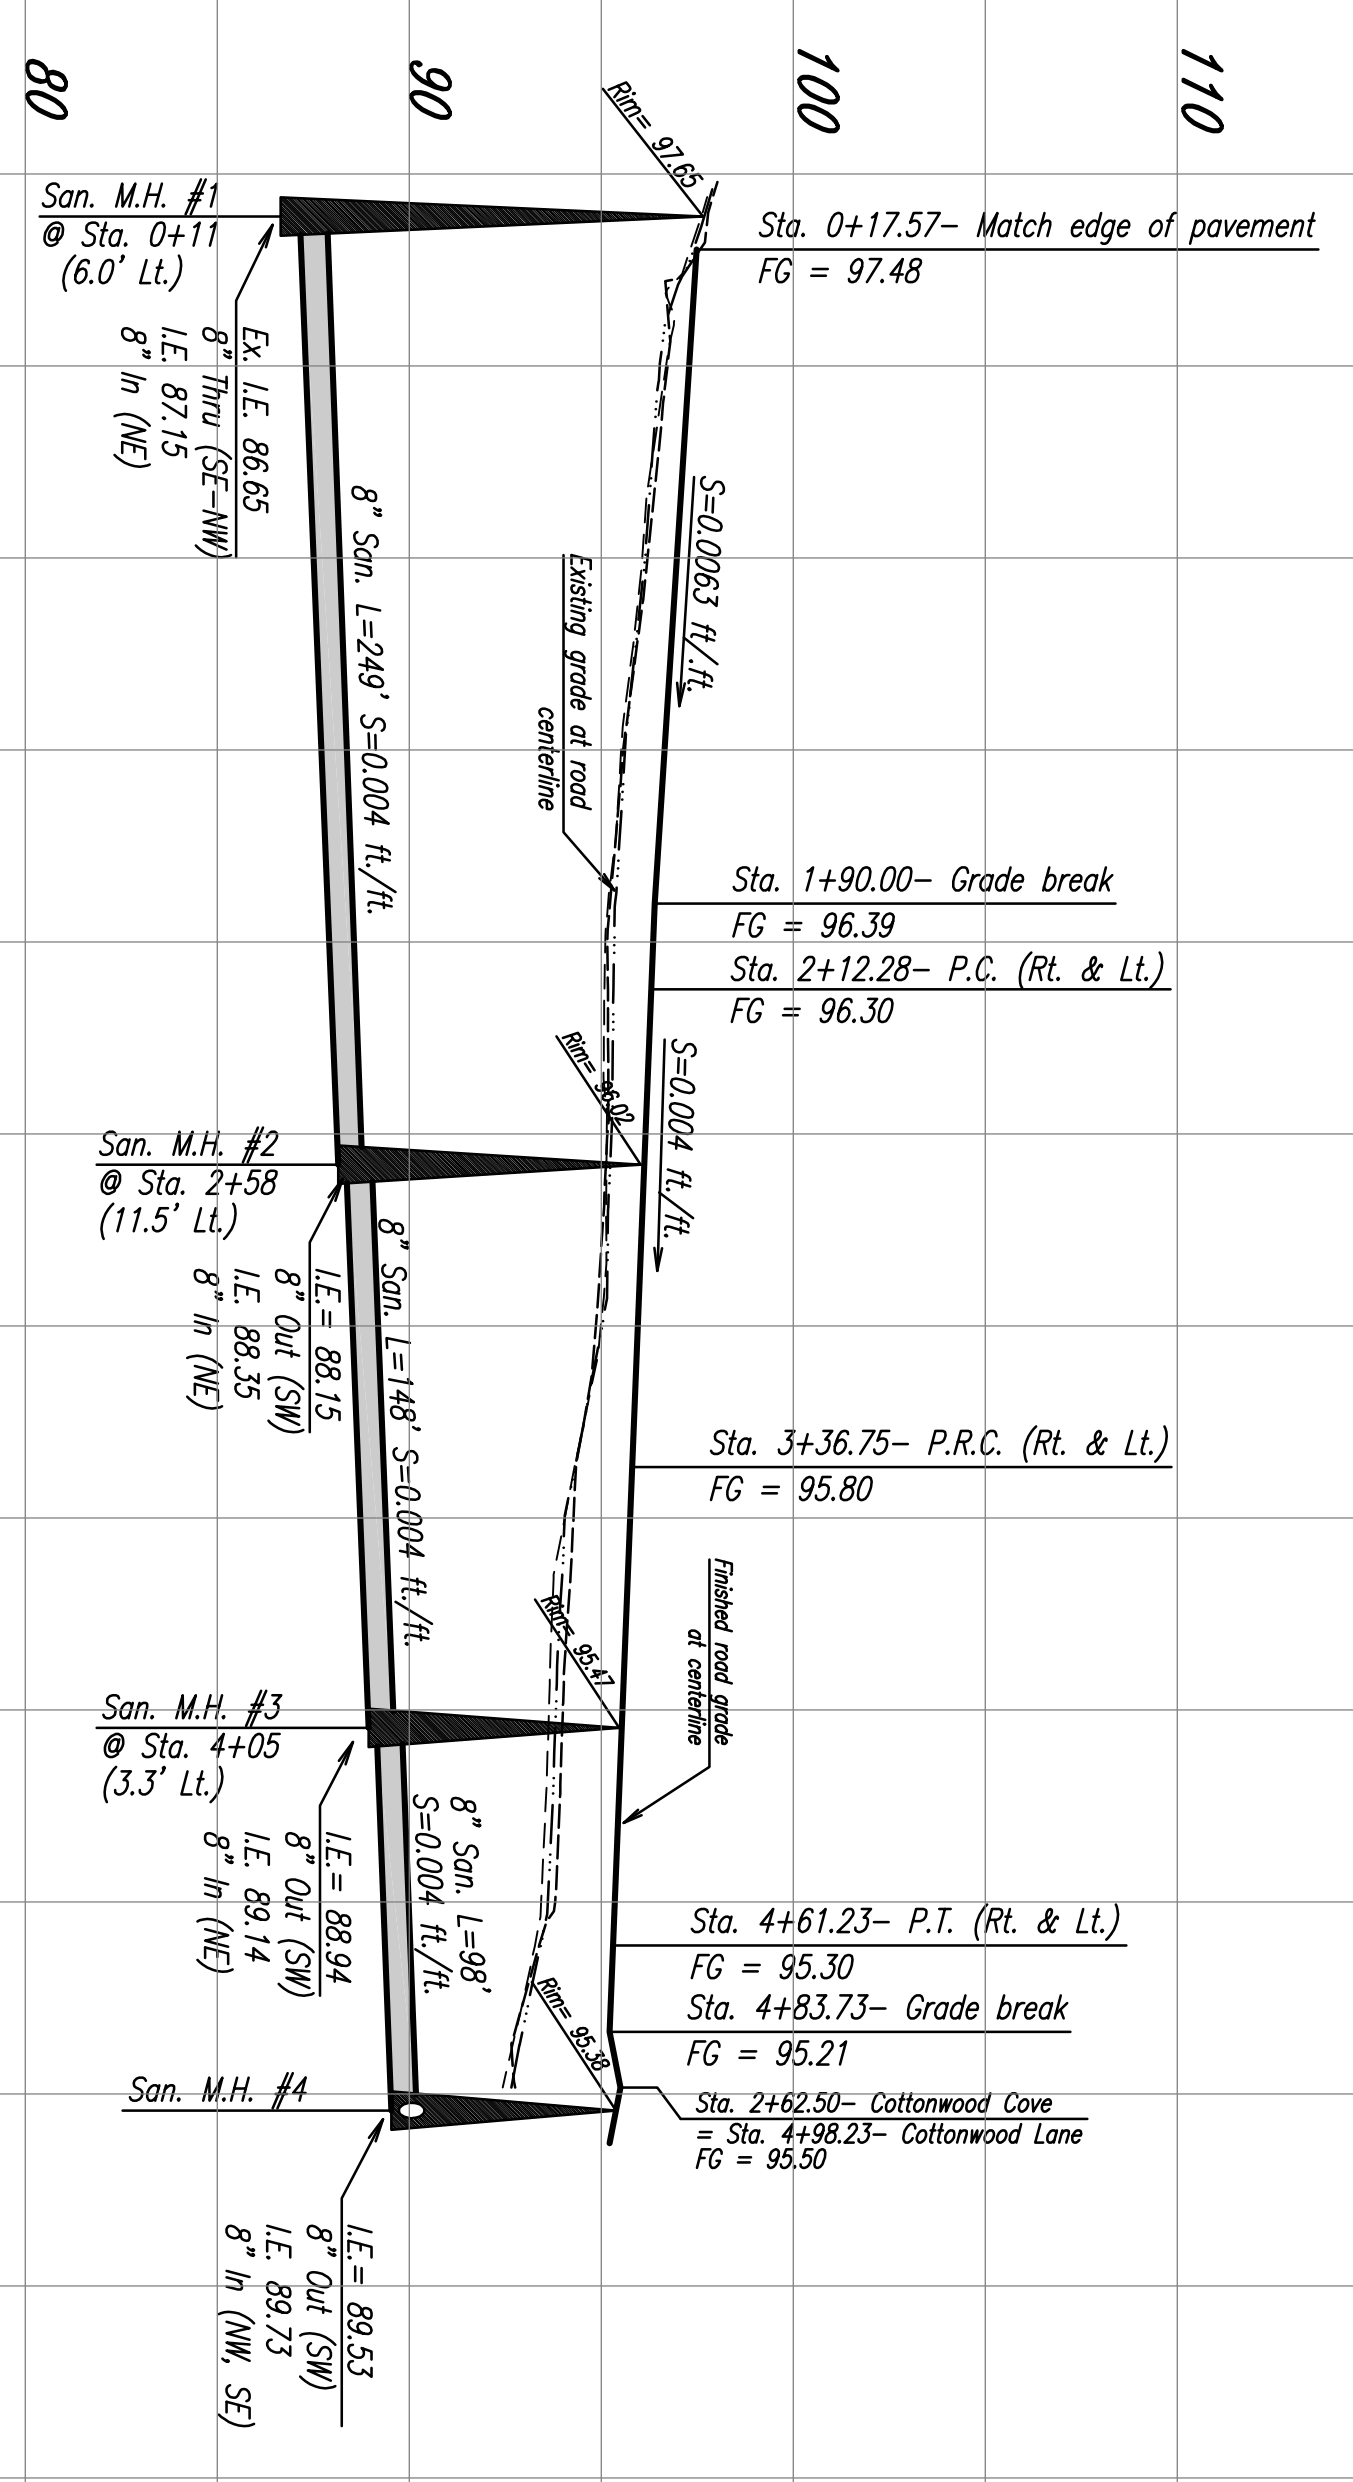 80
90
100
110
Rim= 97.65
San. M.H. #1
@ Sta. 0+11
(6.0' Lt.)
Sta. 0+17.57– Match edge of pavement
FG = 97.48
Ex. I.E. 86.65
8" Thru (SE–NW)
I.E. 87.15
8" In (NE)
8" San. L=249' S=0.004 ft./ft.
S=0.0063 ft/.ft.
Existing grade at road
centerline
Sta. 1+90.00– Grade break
FG = 96.39
Sta. 2+12.28– P.C. (Rt. & Lt.)
FG = 96.30
Rim= 96.02
S=0.004 ft./ft.
San. M.H. #2
@ Sta. 2+58
(11.5' Lt.)
I.E.= 88.15
8" Out (SW)
I.E. 88.35
8" In (NE)
8" San. L=148' S=0.004 ft./ft.
Sta. 3+36.75– P.R.C. (Rt. & Lt.)
FG = 95.80
Finished road grade
at centerline
Rim= 95.47
San. M.H. #3
@ Sta. 4+05
(3.3' Lt.)
I.E.= 88.94
8" Out (SW)
I.E. 89.14
8" In (NE)
8" San. L=98'
S=0.004 ft./ft.
Sta. 4+61.23– P.T. (Rt. & Lt.)
FG = 95.30
Sta. 4+83.73– Grade break
FG = 95.21
Rim= 95.38
San. M.H. #4
Sta. 2+62.50– Cottonwood Cove
= Sta. 4+98.23– Cottonwood Lane
FG = 95.50
I.E.= 89.53
8" Out (SW)
I.E. 89.73
8" In (NW, SE)